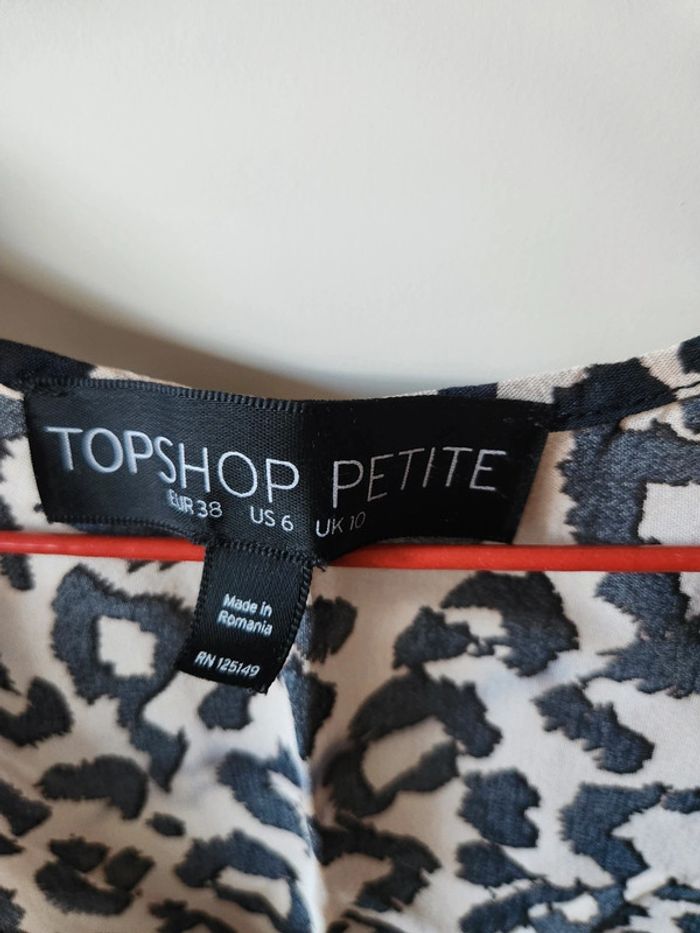 TOPSHOP PETITE
EUR 38 US 6 UK 10
Made in
Romania
RN 125149